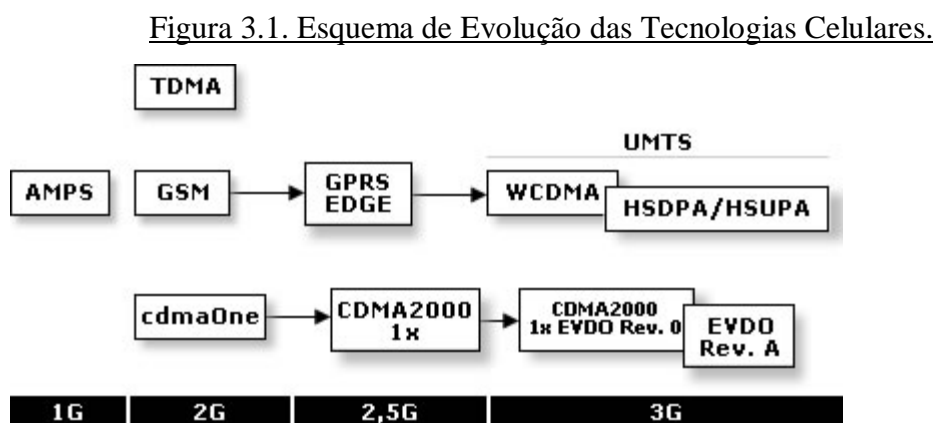 Figura 3.1. Esquema de Evolução das Tecnologias Celulares.
TDMA
UMTS
AMPS
GSM
GPRS
EDGE
WCDMA
HSDPA/HSUPA
cdmaOne
CDMA2000
1x
CDMA2000
1x EVDO Rev. 0
EVDO
Rev. A
1G
2G
2,5G
3G